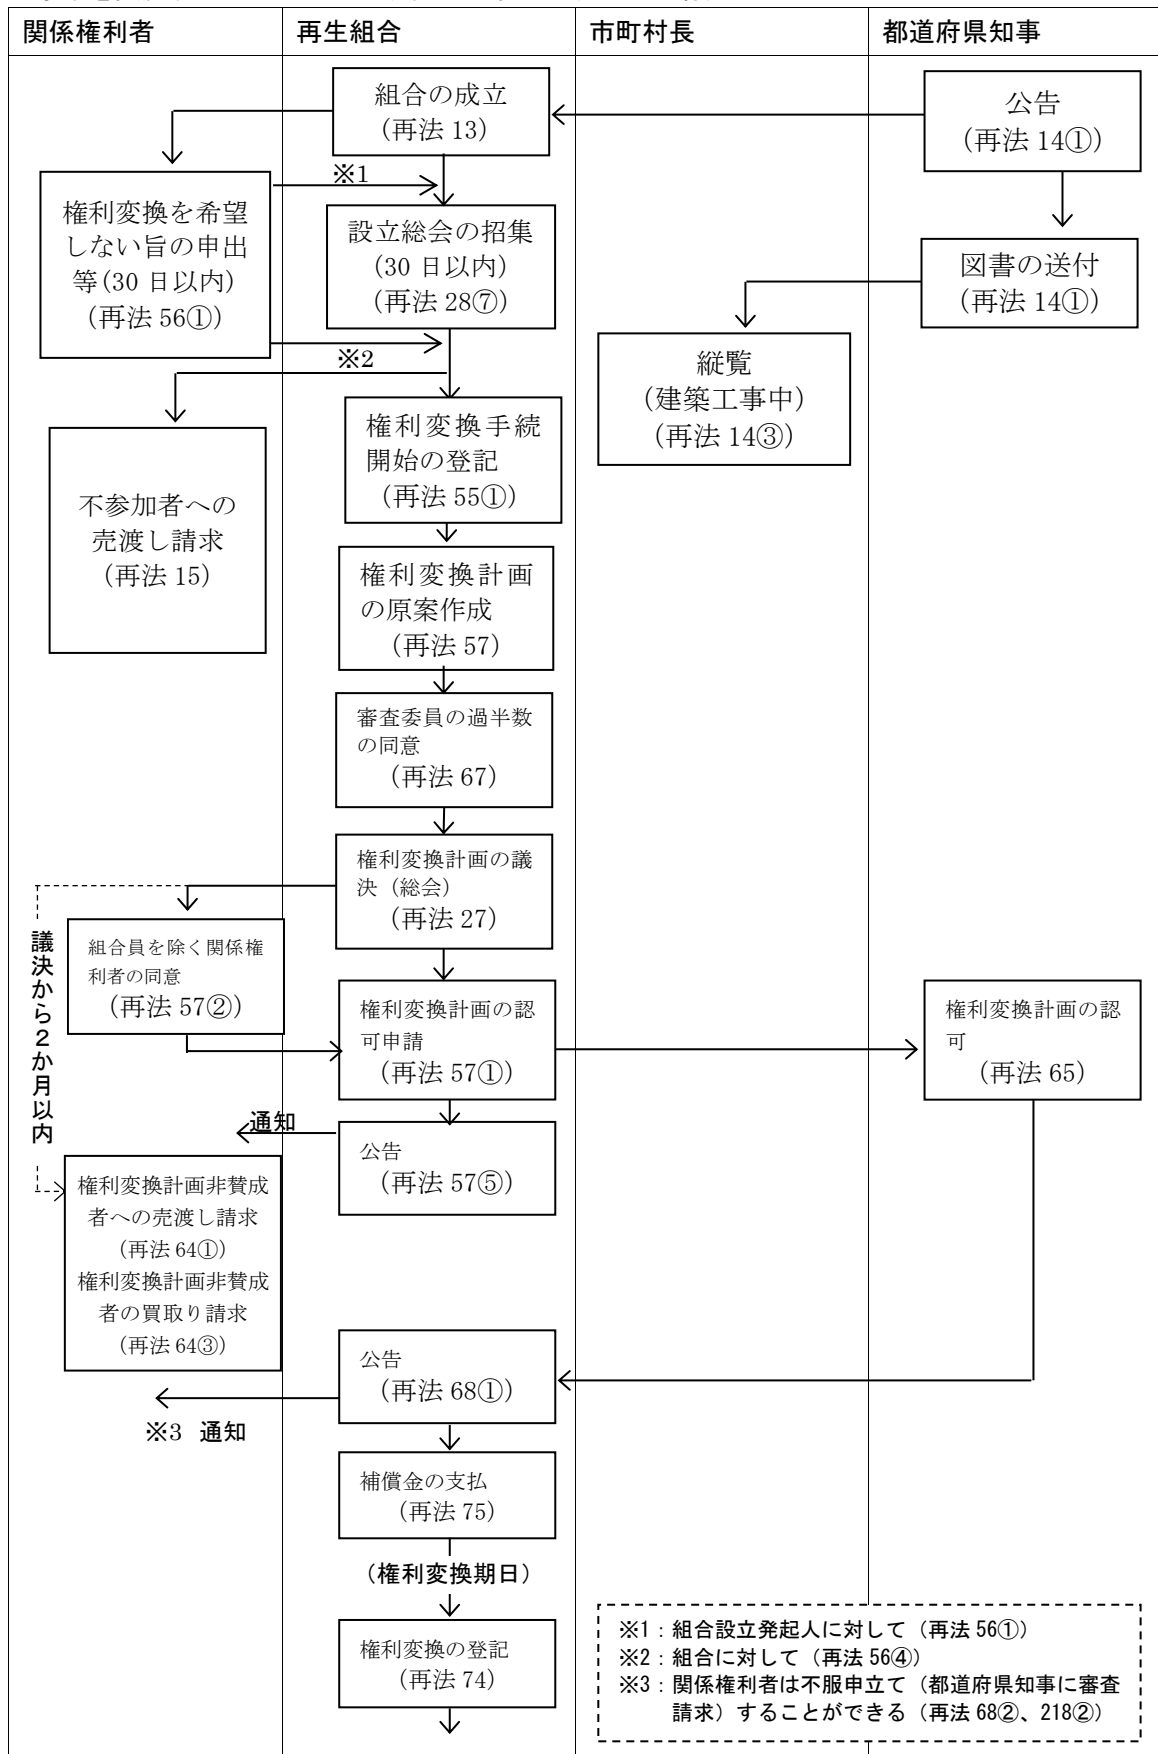 関係権利者
再生組合
市町村長
都道府県知事
組合の成立
(再法 13)
公告
(再法 14①)
※1
権利変換を希望
しない旨の申出
等(30 日以内)
(再法 56①)
設立総会の招集
(30 日以内)
(再法 28⑦)
図書の送付
(再法 14①)
※2
縦覧
(建築工事中)
(再法 14③)
不参加者への
売渡し請求
(再法 15)
権利変換手続
開始の登記
(再法 55①)
権利変換計画
の原案作成
(再法 57)
審査委員の過半数
の同意
(再法 67)
権利変換計画の議
決（総会）
(再法 27)
議決から２か月以内
組合員を除く関係権
利者の同意
(再法 57②)
権利変換計画の認
可申請
(再法 57①)
権利変換計画の認
可
(再法 65)
通知
公告
(再法 57⑤)
権利変換計画非賛成
者への売渡し請求
(再法 64①)
権利変換計画非賛成
者の買取り請求
(再法 64③)
公告
(再法 68①)
※3 通知
補償金の支払
(再法 75)
(権利変換期日)
権利変換の登記
(再法 74)
※1：組合設立発起人に対して（再法 56①）
※2：組合に対して（再法 56④）
※3：関係権利者は不服申立て（都道府県知事に審査
請求）することができる（再法 68②、218②）